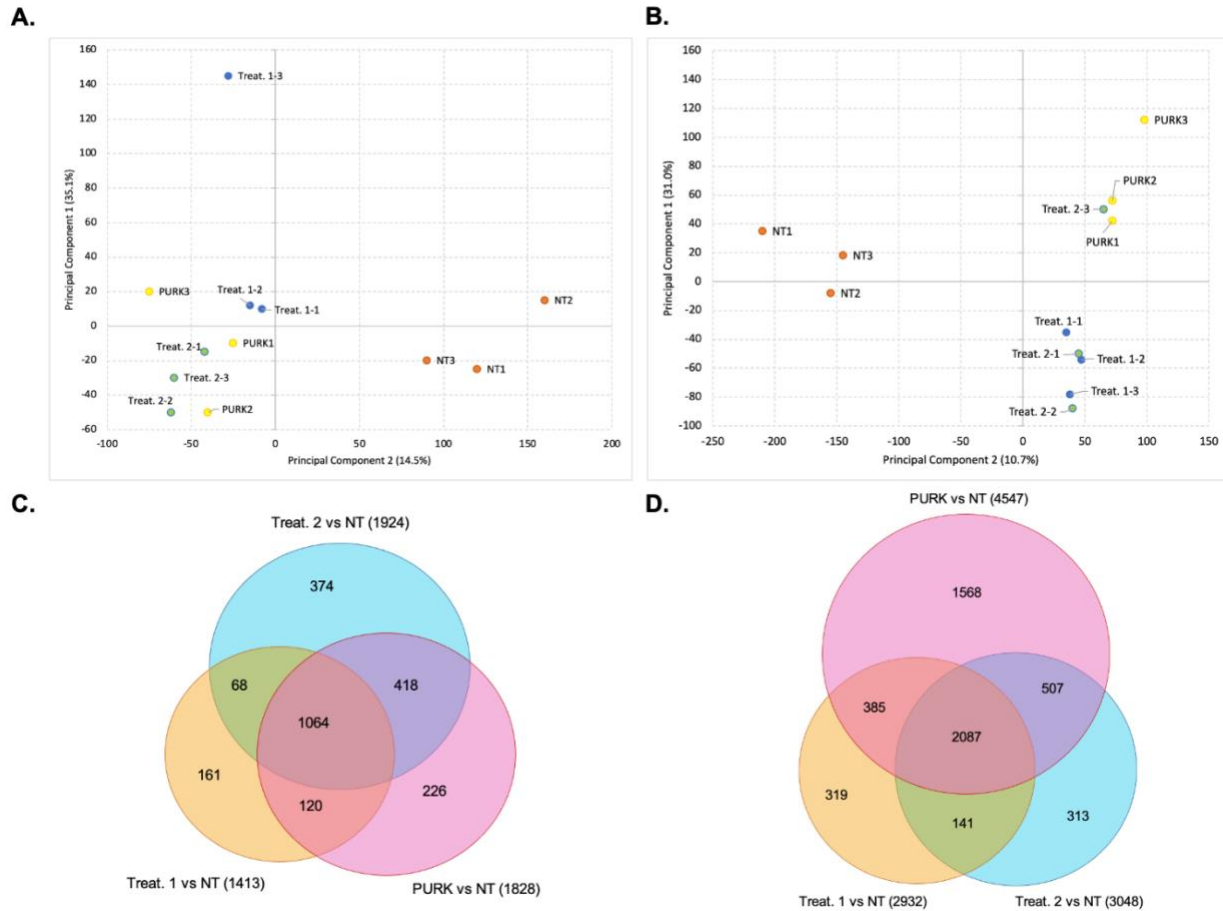 A.
B.
160
140
120
100
80
60
40
20
0
-20
-40
-60
Principal Component 1 (35.1%)
-100
-50
0
50
100
150
200
Principal Component 2 (14.5%)
Treat. 1-3
PURK3
Treat. 1-2
Treat. 1-1
NT2
Treat. 2-1
PURK1
NT3
NT1
Treat. 2-3
Treat. 2-2
PURK2
160
140
120
100
80
60
40
20
0
-20
-40
-60
-80
-100
Principal Component 1 (31.0%)
-250
-200
-150
-100
-50
0
50
100
150
Principal Component 2 (10.7%)
PURK3
PURK2
Treat. 2-3
PURK1
NT1
NT3
NT2
Treat. 1-1
Treat. 2-1
Treat. 1-2
Treat. 1-3
Treat. 2-2
C.
Treat. 2 vs NT (1924)
374
68
418
1064
161
120
226
Treat. 1 vs NT (1413)
PURK vs NT (1828)
D.
PURK vs NT (4547)
1568
385
507
2087
319
141
313
Treat. 1 vs NT (2932)
Treat. 2 vs NT (3048)